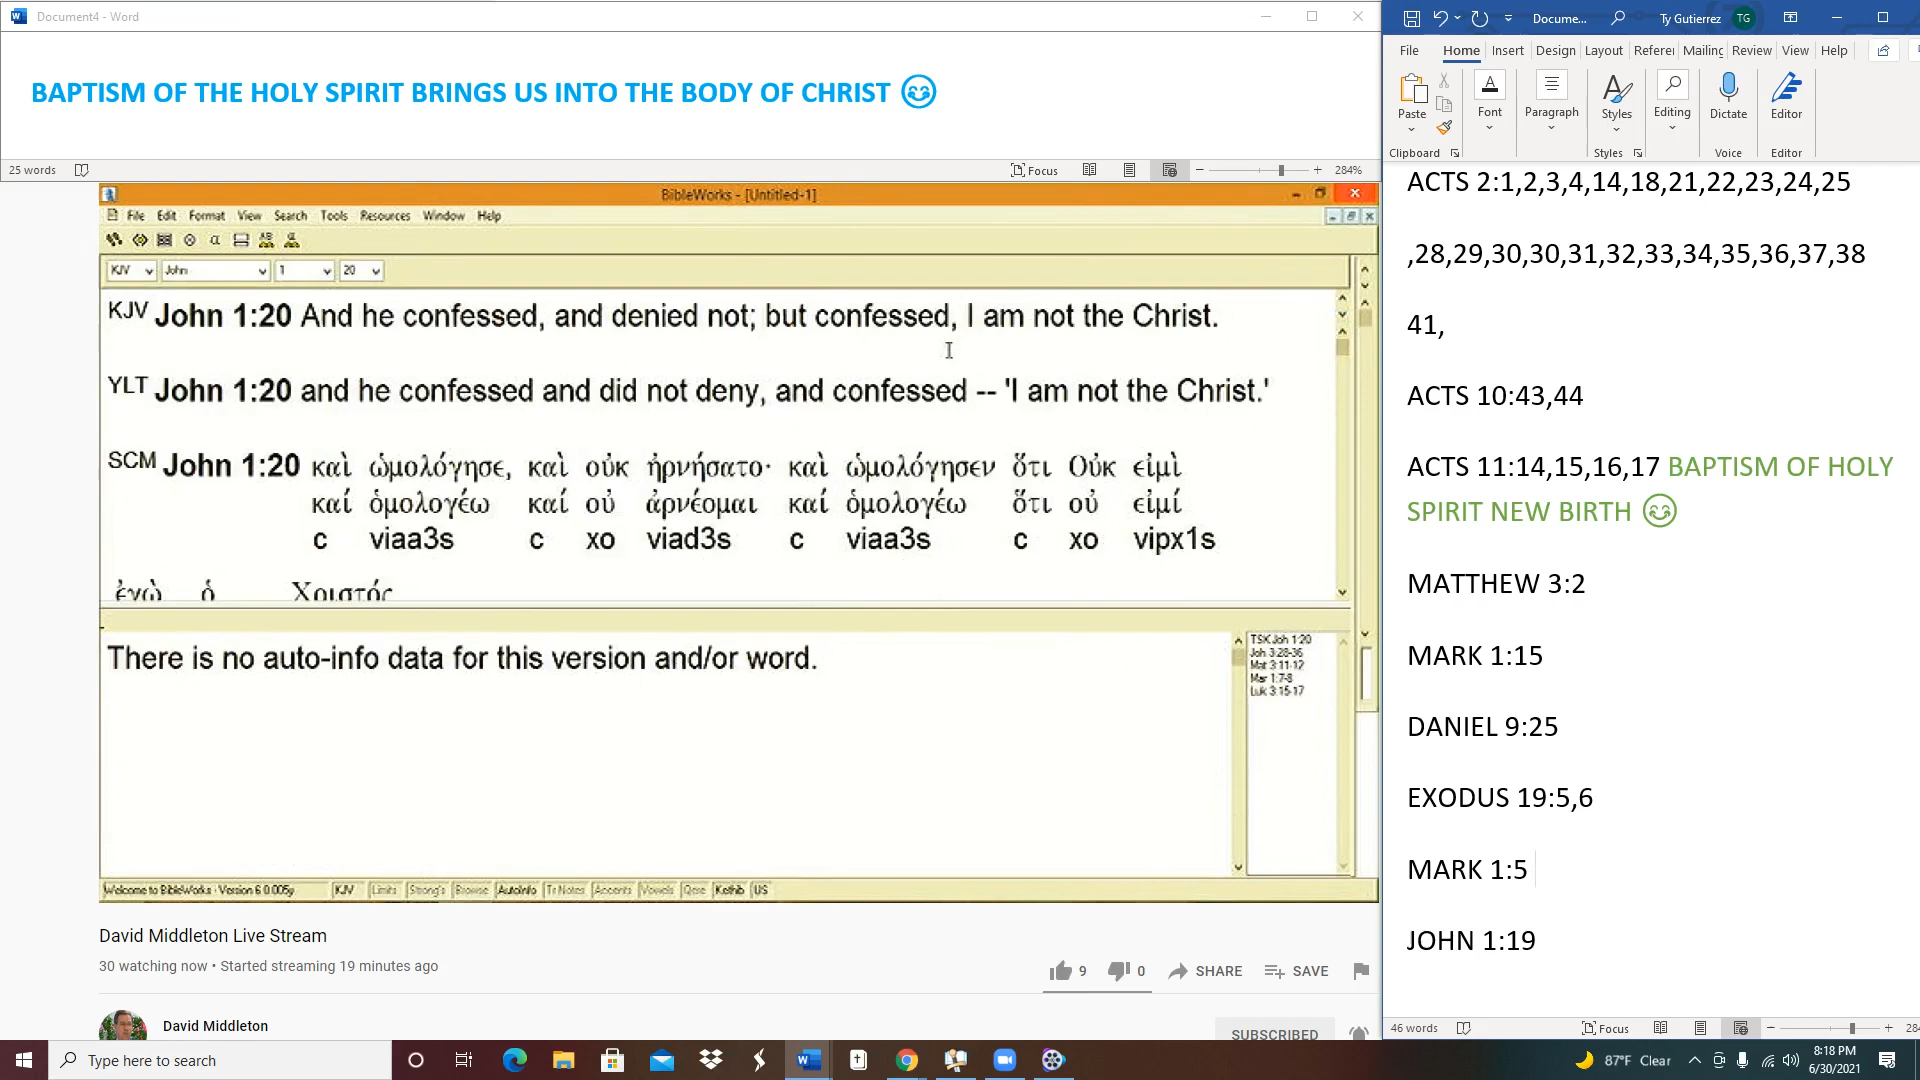 Document4 - Word
BAPTISM OF THE HOLY SPIRIT BRINGS US INTO THE BODY OF CHRIST
25 words
Focus
284%
BibleWorks - [Untitled-1]
File Edit Format View Search Tools Resources Window Help
KJV John 1 20
KJV John 1:20 And he confessed, and denied not; but confessed, I am not the Christ.
YLT John 1:20 and he confessed and did not deny, and confessed -- 'I am not the Christ.'
SCM John 1:20 καὶ ὡμολόγησε, καὶ οὐκ ἠρνήσατο· καὶ ὡμολόγησεν ὅτι Οὐκ εἰμὶ
καί ὁμολογέω καί οὐ ἀρνέομαι καί ὁμολογέω ὅτι οὐ εἰμί
c viaa3s c xo viad3s c viaa3s c xo vipx1s
ἐγὼ ὁ Χριστός
There is no auto-info data for this version and/or word.
TSK Joh 1:20
Joh 3:28-36
Mat 3:11-12
Mar 1:7-8
Luk 3:15-17
Welcome to BibleWorks - Version 6.0.005y KJV Limits Strong's Browse AutoInfo Tr Notes Accents Vowels Qere Kethib US
David Middleton Live Stream
30 watching now • Started streaming 19 minutes ago
9 0 SHARE SAVE
David Middleton
SUBSCRIBED
Docume... Ty Gutierrez TG
File Home Insert Design Layout Referei Mailinc Review View Help
Paste Font Paragraph Styles Editing Dictate Editor
Clipboard Styles Voice Editor
ACTS 2:1,2,3,4,14,18,21,22,23,24,25
,28,29,30,30,31,32,33,34,35,36,37,38
41,
ACTS 10:43,44
ACTS 11:14,15,16,17 BAPTISM OF HOLY
SPIRIT NEW BIRTH
MATTHEW 3:2
MARK 1:15
DANIEL 9:25
EXODUS 19:5,6
MARK 1:5
JOHN 1:19
46 words
Focus
284
Type here to search
87°F Clear
8:18 PM
6/30/2021